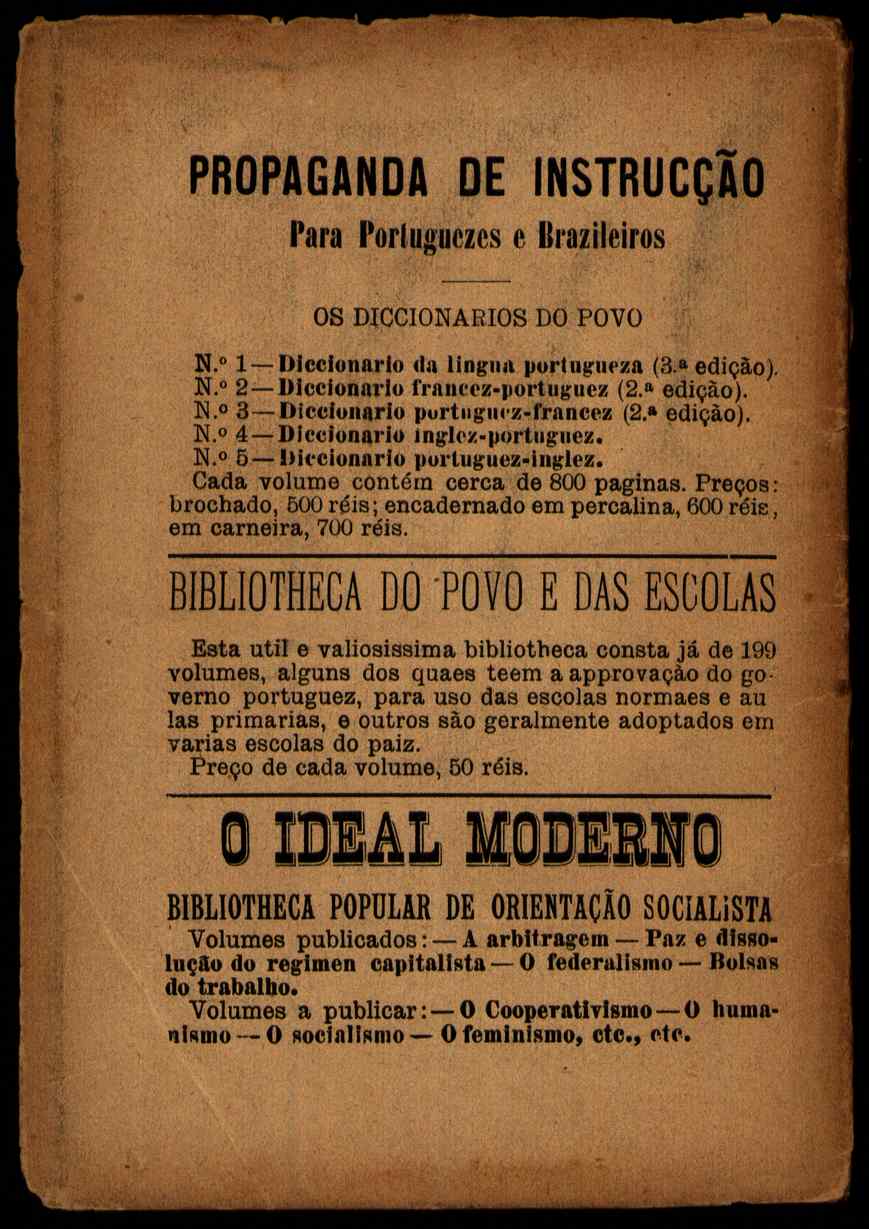 PROPAGANDA DE INSTRUCÇÃO
Para Portuguezes e Brazileiros
OS DICCIONARIOS DO POVO
N.º 1—Diccionario da lingua portugueza (3.ª edição).
N.º 2—Diccionario francez-portuguez (2.ª edição).
N.º 3—Diccionario portuguez-francez (2.ª edição).
N.º 4—Diccionario inglez-portuguez.
N.º 5—Diccionario portuguez-inglez.
Cada volume contém cerca de 800 paginas. Preços:
brochado, 500 réis; encadernado em percalina, 600 réis,
em carneira, 700 réis.
BIBLIOTHECA DO POVO E DAS ESCOLAS
Esta util e valiosissima bibliotheca consta já de 199
volumes, alguns dos quaes teem a approvação do go-
verno portuguez, para uso das escolas normaes e au
las primarias, e outros são geralmente adoptados em
varias escolas do paiz.
Preço de cada volume, 50 réis.
O IDEAL MODERNO
BIBLIOTHECA POPULAR DE ORIENTAÇÃO SOCIALiSTA
Volumes publicados:—A arbitragem—Paz e disso-
lução do regimen capitalista—O federalismo—Bolsas
do trabalho.
Volumes a publicar:—O Cooperativismo—O huma-
nismo—O socialismo—O feminismo, etc., etc.